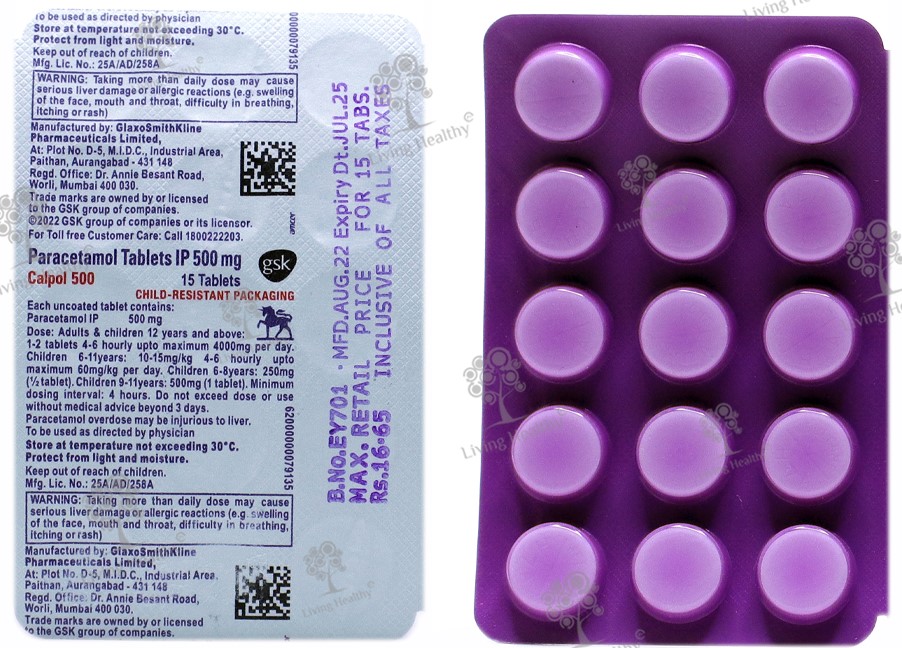 To be used as directed by physician
Store at temperature not exceeding 30°C.
Protect from light and moisture.
Keep out of reach of children.
Mfg. Lic. No.: 25A/AD/258A
WARNING: Taking more than daily dose may cause
serious liver damage or allergic reactions (e.g. swelling
of the face, mouth and throat, difficulty in breathing,
itching or rash)
Manufactured by: GlaxoSmithKline
Pharmaceuticals Limited,
At: Plot No. D-5, M.I.D.C., Industrial Area,
Paithan, Aurangabad - 431 148
Regd. Office: Dr. Annie Besant Road,
Worli, Mumbai 400 030.
Trade marks are owned by or licensed
to the GSK group of companies.
©2022 GSK group of companies or its licensor.
For Toll free Customer Care: Call 1800222203.
Paracetamol Tablets IP 500 mg
gsk
Calpol 500 15 Tablets
CHILD-RESISTANT PACKAGING
Each uncoated tablet contains:
Paracetamol IP 500 mg
Dose: Adults & children 12 years and above:
1-2 tablets 4-6 hourly upto maximum 4000mg per day.
Children 6-11years: 10-15mg/kg 4-6 hourly upto
maximum 60mg/kg per day. Children 6-8years: 250mg
(½ tablet). Children 9-11years: 500mg (1 tablet). Minimum
dosing interval: 4 hours. Do not exceed dose or use
without medical advice beyond 3 days.
Paracetamol overdose may be injurious to liver.
To be used as directed by physician
Store at temperature not exceeding 30°C.
Protect from light and moisture.
Keep out of reach of children.
Mfg. Lic. No.: 25A/AD/258A
WARNING: Taking more than daily dose may cause
serious liver damage or allergic reactions (e.g. swelling
of the face, mouth and throat, difficulty in breathing,
itching or rash)
Manufactured by: GlaxoSmithKline
Pharmaceuticals Limited,
At: Plot No. D-5, M.I.D.C., Industrial Area,
Paithan, Aurangabad - 431 148
Regd. Office: Dr. Annie Besant Road,
Worli, Mumbai 400 030.
Trade marks are owned by or licensed
to the GSK group of companies.
62000000079135
B.No.EY701 · MFD.AUG.22 Expiry Dt.JUL.25
MAX. RETAIL PRICE FOR 15 TABS.
Rs.16·65 INCLUSIVE OF ALL TAXES
Living Healthy
Living Healthy
Living Healthy
Living Healthy
Living Healthy